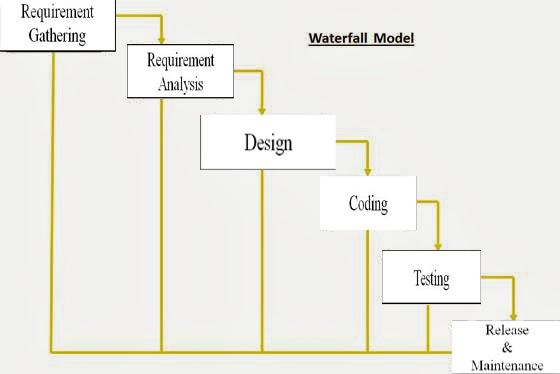 Requirement
Gathering
Waterfall Model
Requirement
Analysis
Design
Coding
Testing
Release
&
Maintenance